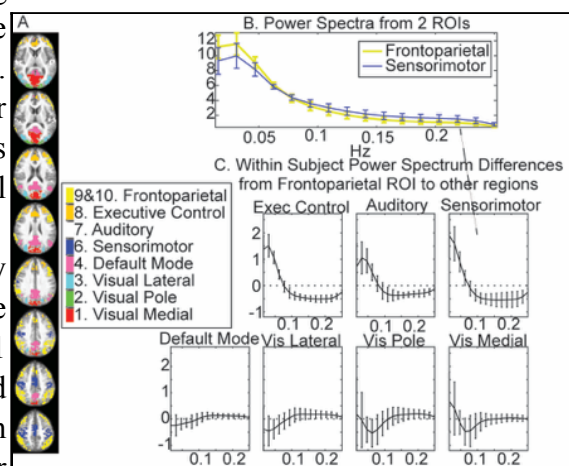 A
B. Power Spectra from 2 ROIs
12
10
8
6
4
2
Frontoparietal
Sensorimotor
0.05 0.1 0.15 0.2
Hz
C. Within Subject Power Spectrum Differences
from Frontoparietal ROI to other regions
9&10. Frontoparietal
8. Executive Control
7. Auditory
6. Sensorimotor
4. Default Mode
3. Visual Lateral
2. Visual Pole
1. Visual Medial
Exec Control Auditory Sensorimotor
2
1
0
-1
0.1 0.2 0.1 0.2 0.1 0.2
Default Mode Vis Lateral Vis Pole Vis Medial
2
1
0
-1
0.1 0.2 0.1 0.2 0.1 0.2 0.1 0.2